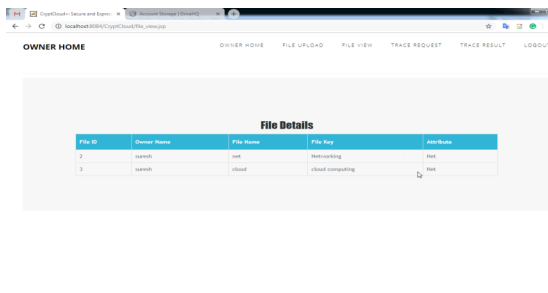 CryptCloud+: Secure and Expres
Account Storage | DriveHQ
localhost:8084/CryptCloud/file_view.jsp
OWNER HOME
OWNER HOME FILE UPLOAD FILE VIEW TRACE REQUEST TRACE RESULT LOGOUT
File Details
File ID Owner Name File Name File Key Attribute
2 suresh net Networking Net
3 suresh cloud cloud computing Net